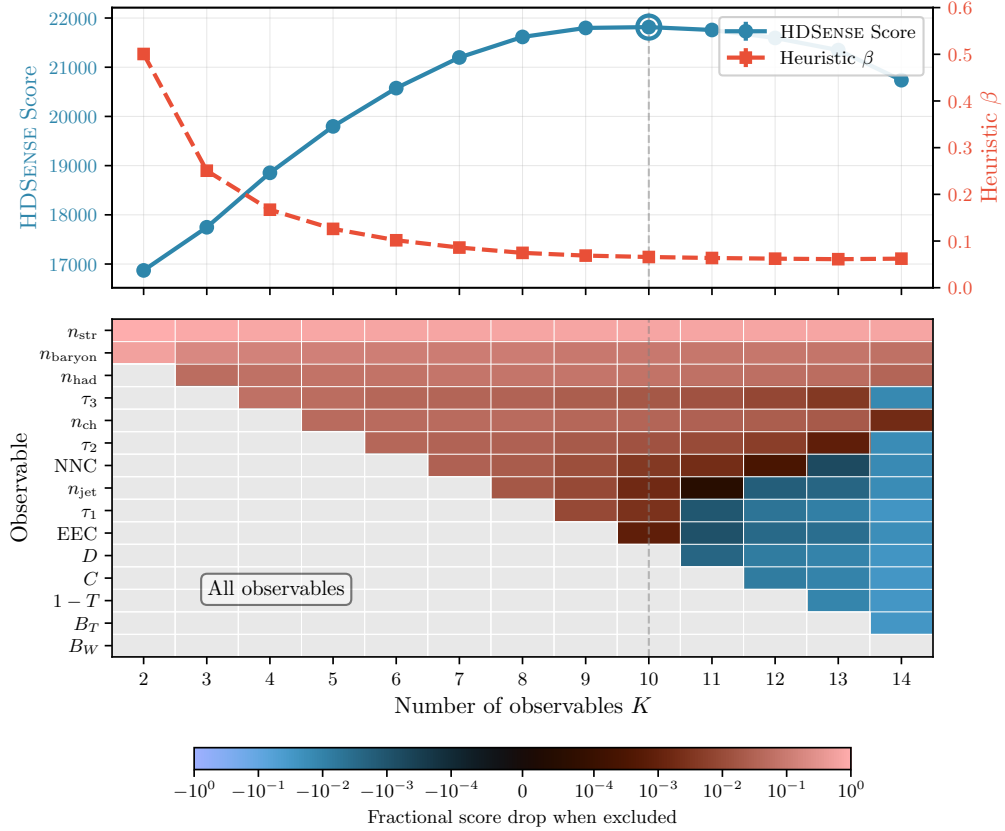 22000
21000
20000
19000
18000
17000
HDSENSE Score
0.6
0.5
0.4
0.3
0.2
0.1
0.0
Heuristic β
HDSENSE Score
Heuristic β
Observable
n_str
n_baryon
n_had
τ_3
n_ch
τ_2
NNC
n_jet
τ_1
EEC
D
C
1 − T
B_T
B_W
All observables
2 3 4 5 6 7 8 9 10 11 12 13 14
Number of observables K
−10^0 −10^−1 −10^−2 −10^−3 −10^−4 0 10^−4 10^−3 10^−2 10^−1 10^0
Fractional score drop when excluded